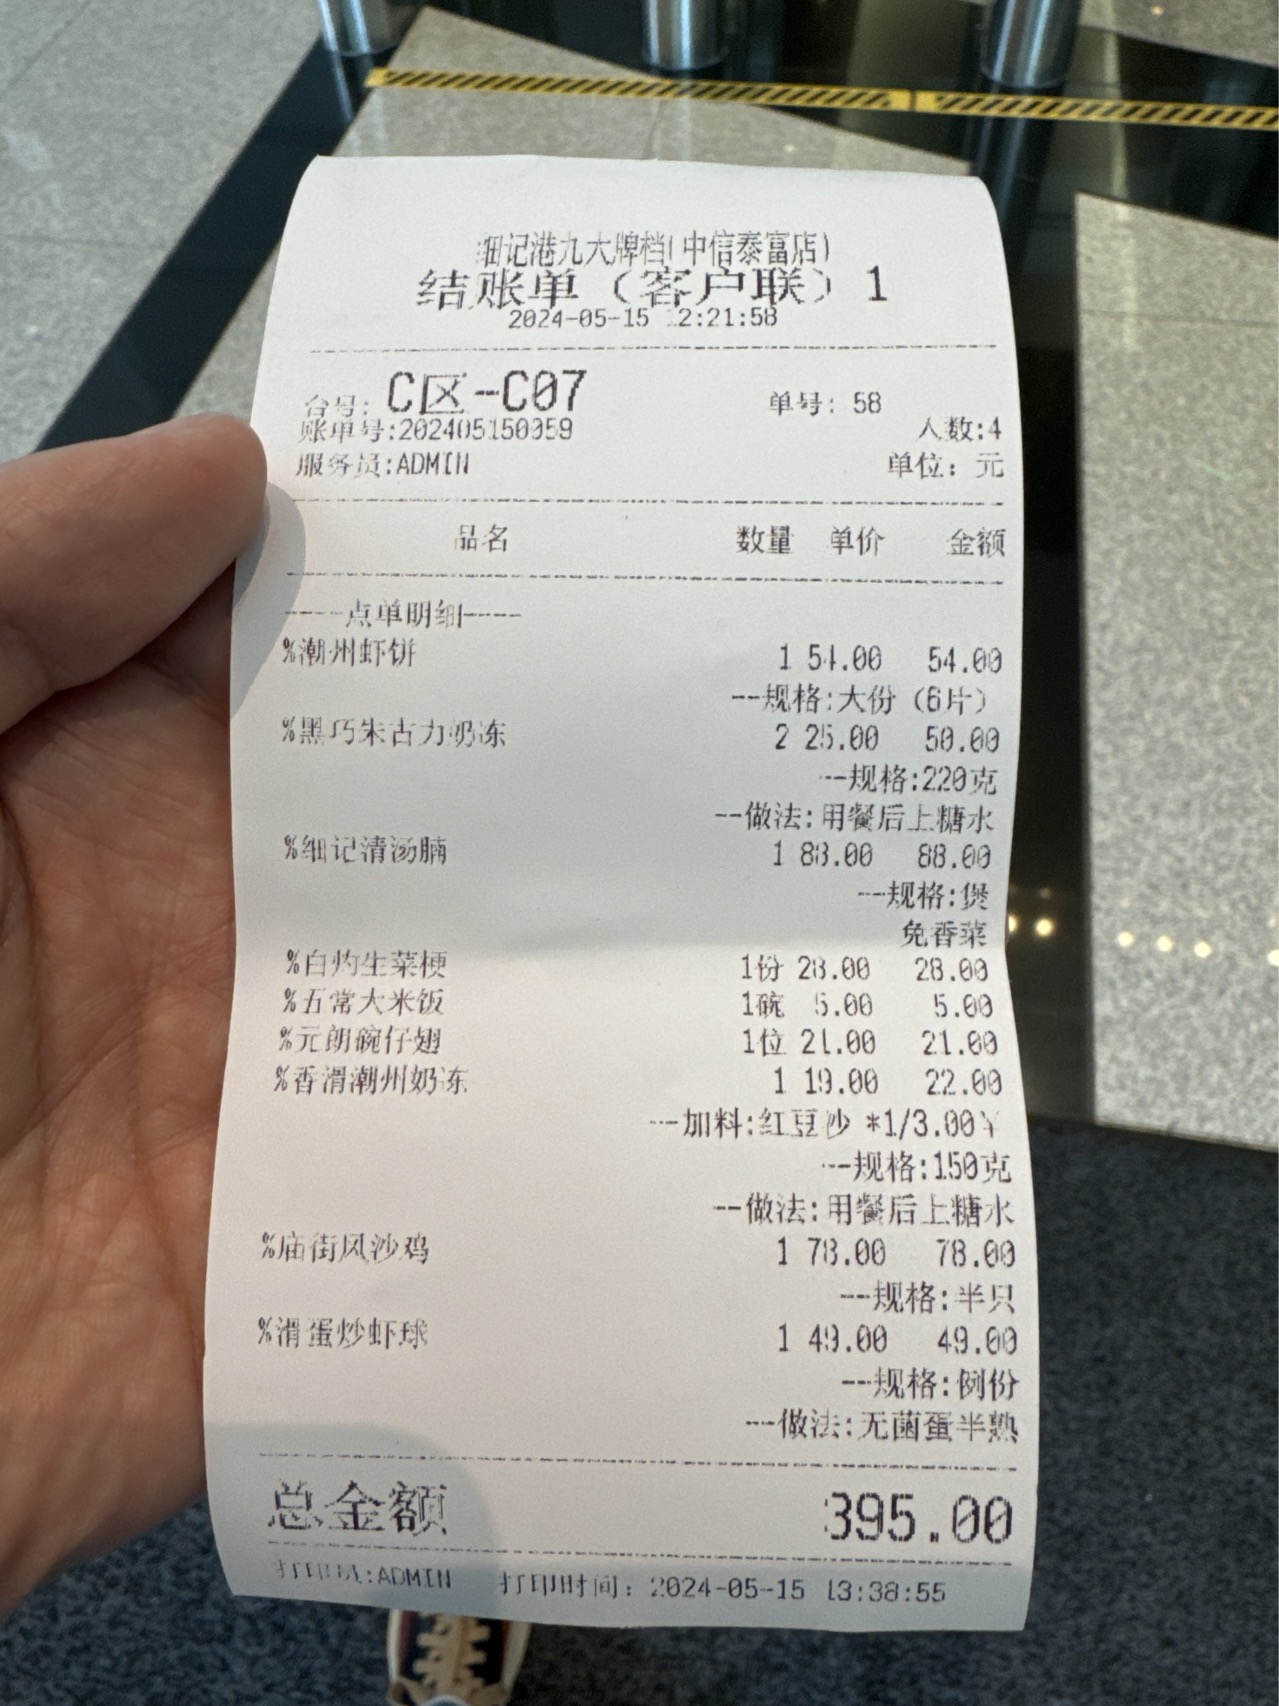 细记港九大牌档(中信泰富店)
结账单（客户联）1
2024-05-15 12:21:58
台号: C区-C07 单号: 58
账单号:202405150059 人数:4
服务员:ADMIN 单位: 元
品名 数量 单价 金额
----点单明细----
%潮州虾饼 1 54.00 54.00
--规格:大份（6片）
%黑巧朱古力奶冻 2 25.00 50.00
--规格:220克
--做法:用餐后上糖水
%细记清汤腩 1 88.00 88.00
--规格:煲
免香菜
%白灼生菜梗 1份 28.00 28.00
%五常大米饭 1碗 5.00 5.00
%元朗碗仔翅 1位 21.00 21.00
%香滑潮州奶冻 1 19.00 22.00
--加料:红豆沙 *1/3.00¥
--规格:150克
--做法:用餐后上糖水
%庙街风沙鸡 1 78.00 78.00
--规格:半只
%滑蛋炒虾球 1 49.00 49.00
--规格:例份
--做法:无菌蛋半熟
总金额 395.00
打印员:ADMIN 打印时间: 2024-05-15 13:38:55